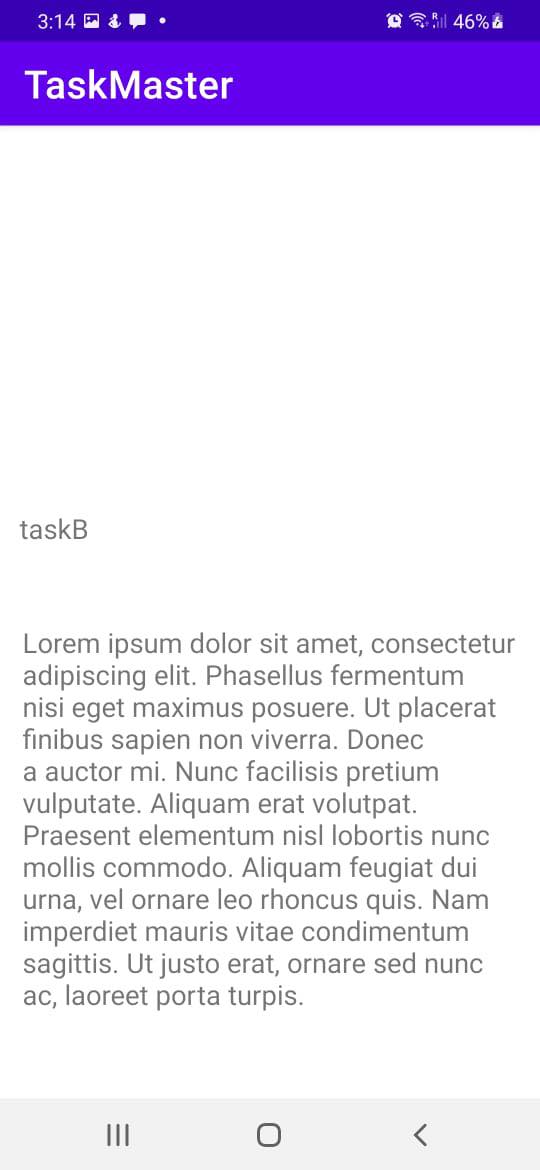 3:14
46%
TaskMaster
taskB
Lorem ipsum dolor sit amet, consectetur
adipiscing elit. Phasellus fermentum
nisi eget maximus posuere. Ut placerat
finibus sapien non viverra. Donec
a auctor mi. Nunc facilisis pretium
vulputate. Aliquam erat volutpat.
Praesent elementum nisl lobortis nunc
mollis commodo. Aliquam feugiat dui
urna, vel ornare leo rhoncus quis. Nam
imperdiet mauris vitae condimentum
sagittis. Ut justo erat, ornare sed nunc
ac, laoreet porta turpis.